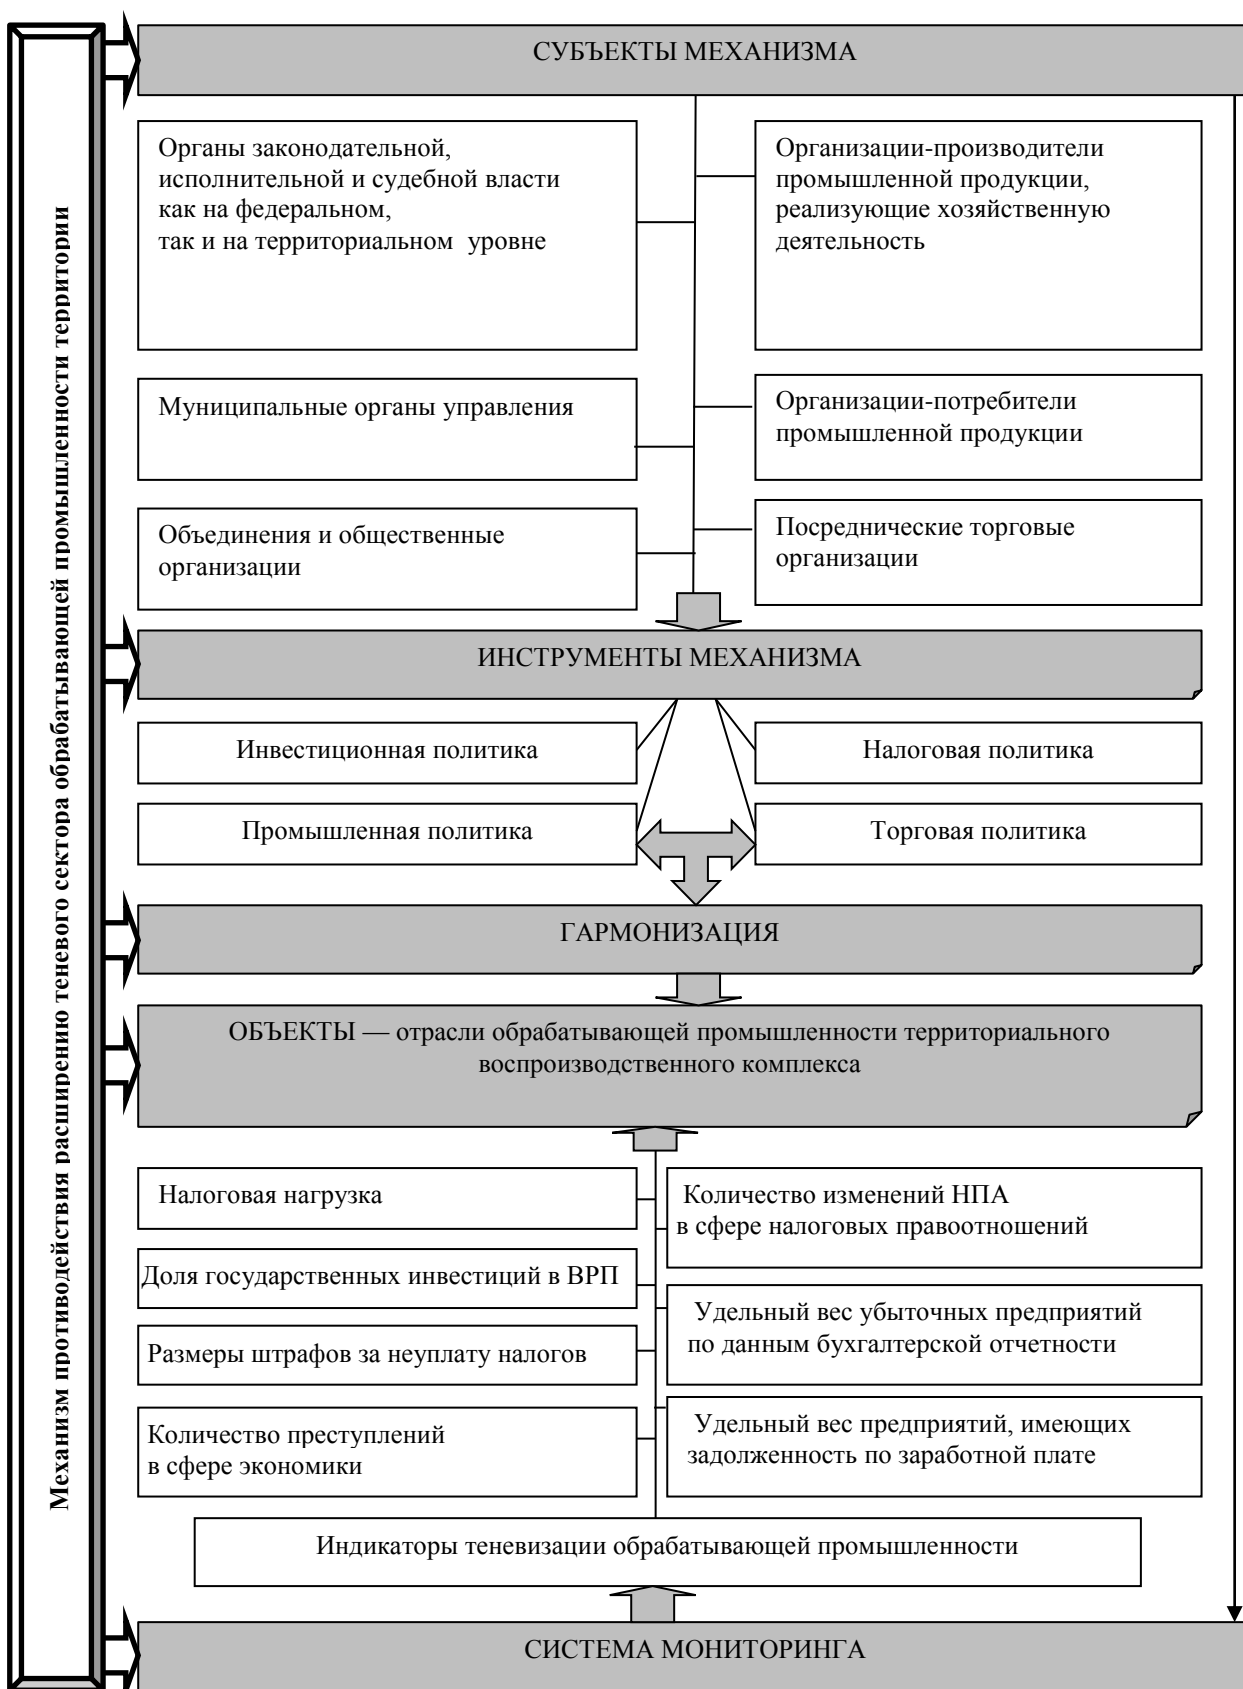 Механизм противодействия расширению теневого сектора обрабатывающей промышленности территории
СУБЪЕКТЫ МЕХАНИЗМА
Органы законодательной,
исполнительной и судебной власти
как на федеральном,
так и на территориальном уровне
Организации-производители
промышленной продукции,
реализующие хозяйственную
деятельность
Муниципальные органы управления
Организации-потребители
промышленной продукции
Объединения и общественные
организации
Посреднические торговые
организации
ИНСТРУМЕНТЫ МЕХАНИЗМА
Инвестиционная политика
Налоговая политика
Промышленная политика
Торговая политика
ГАРМОНИЗАЦИЯ
ОБЪЕКТЫ — отрасли обрабатывающей промышленности территориального
воспроизводственного комплекса
Налоговая нагрузка
Количество изменений НПА
в сфере налоговых правоотношений
Доля государственных инвестиций в ВРП
Удельный вес убыточных предприятий
по данным бухгалтерской отчетности
Размеры штрафов за неуплату налогов
Удельный вес предприятий, имеющих
задолженность по заработной плате
Количество преступлений
в сфере экономики
Индикаторы теневизации обрабатывающей промышленности
СИСТЕМА МОНИТОРИНГА